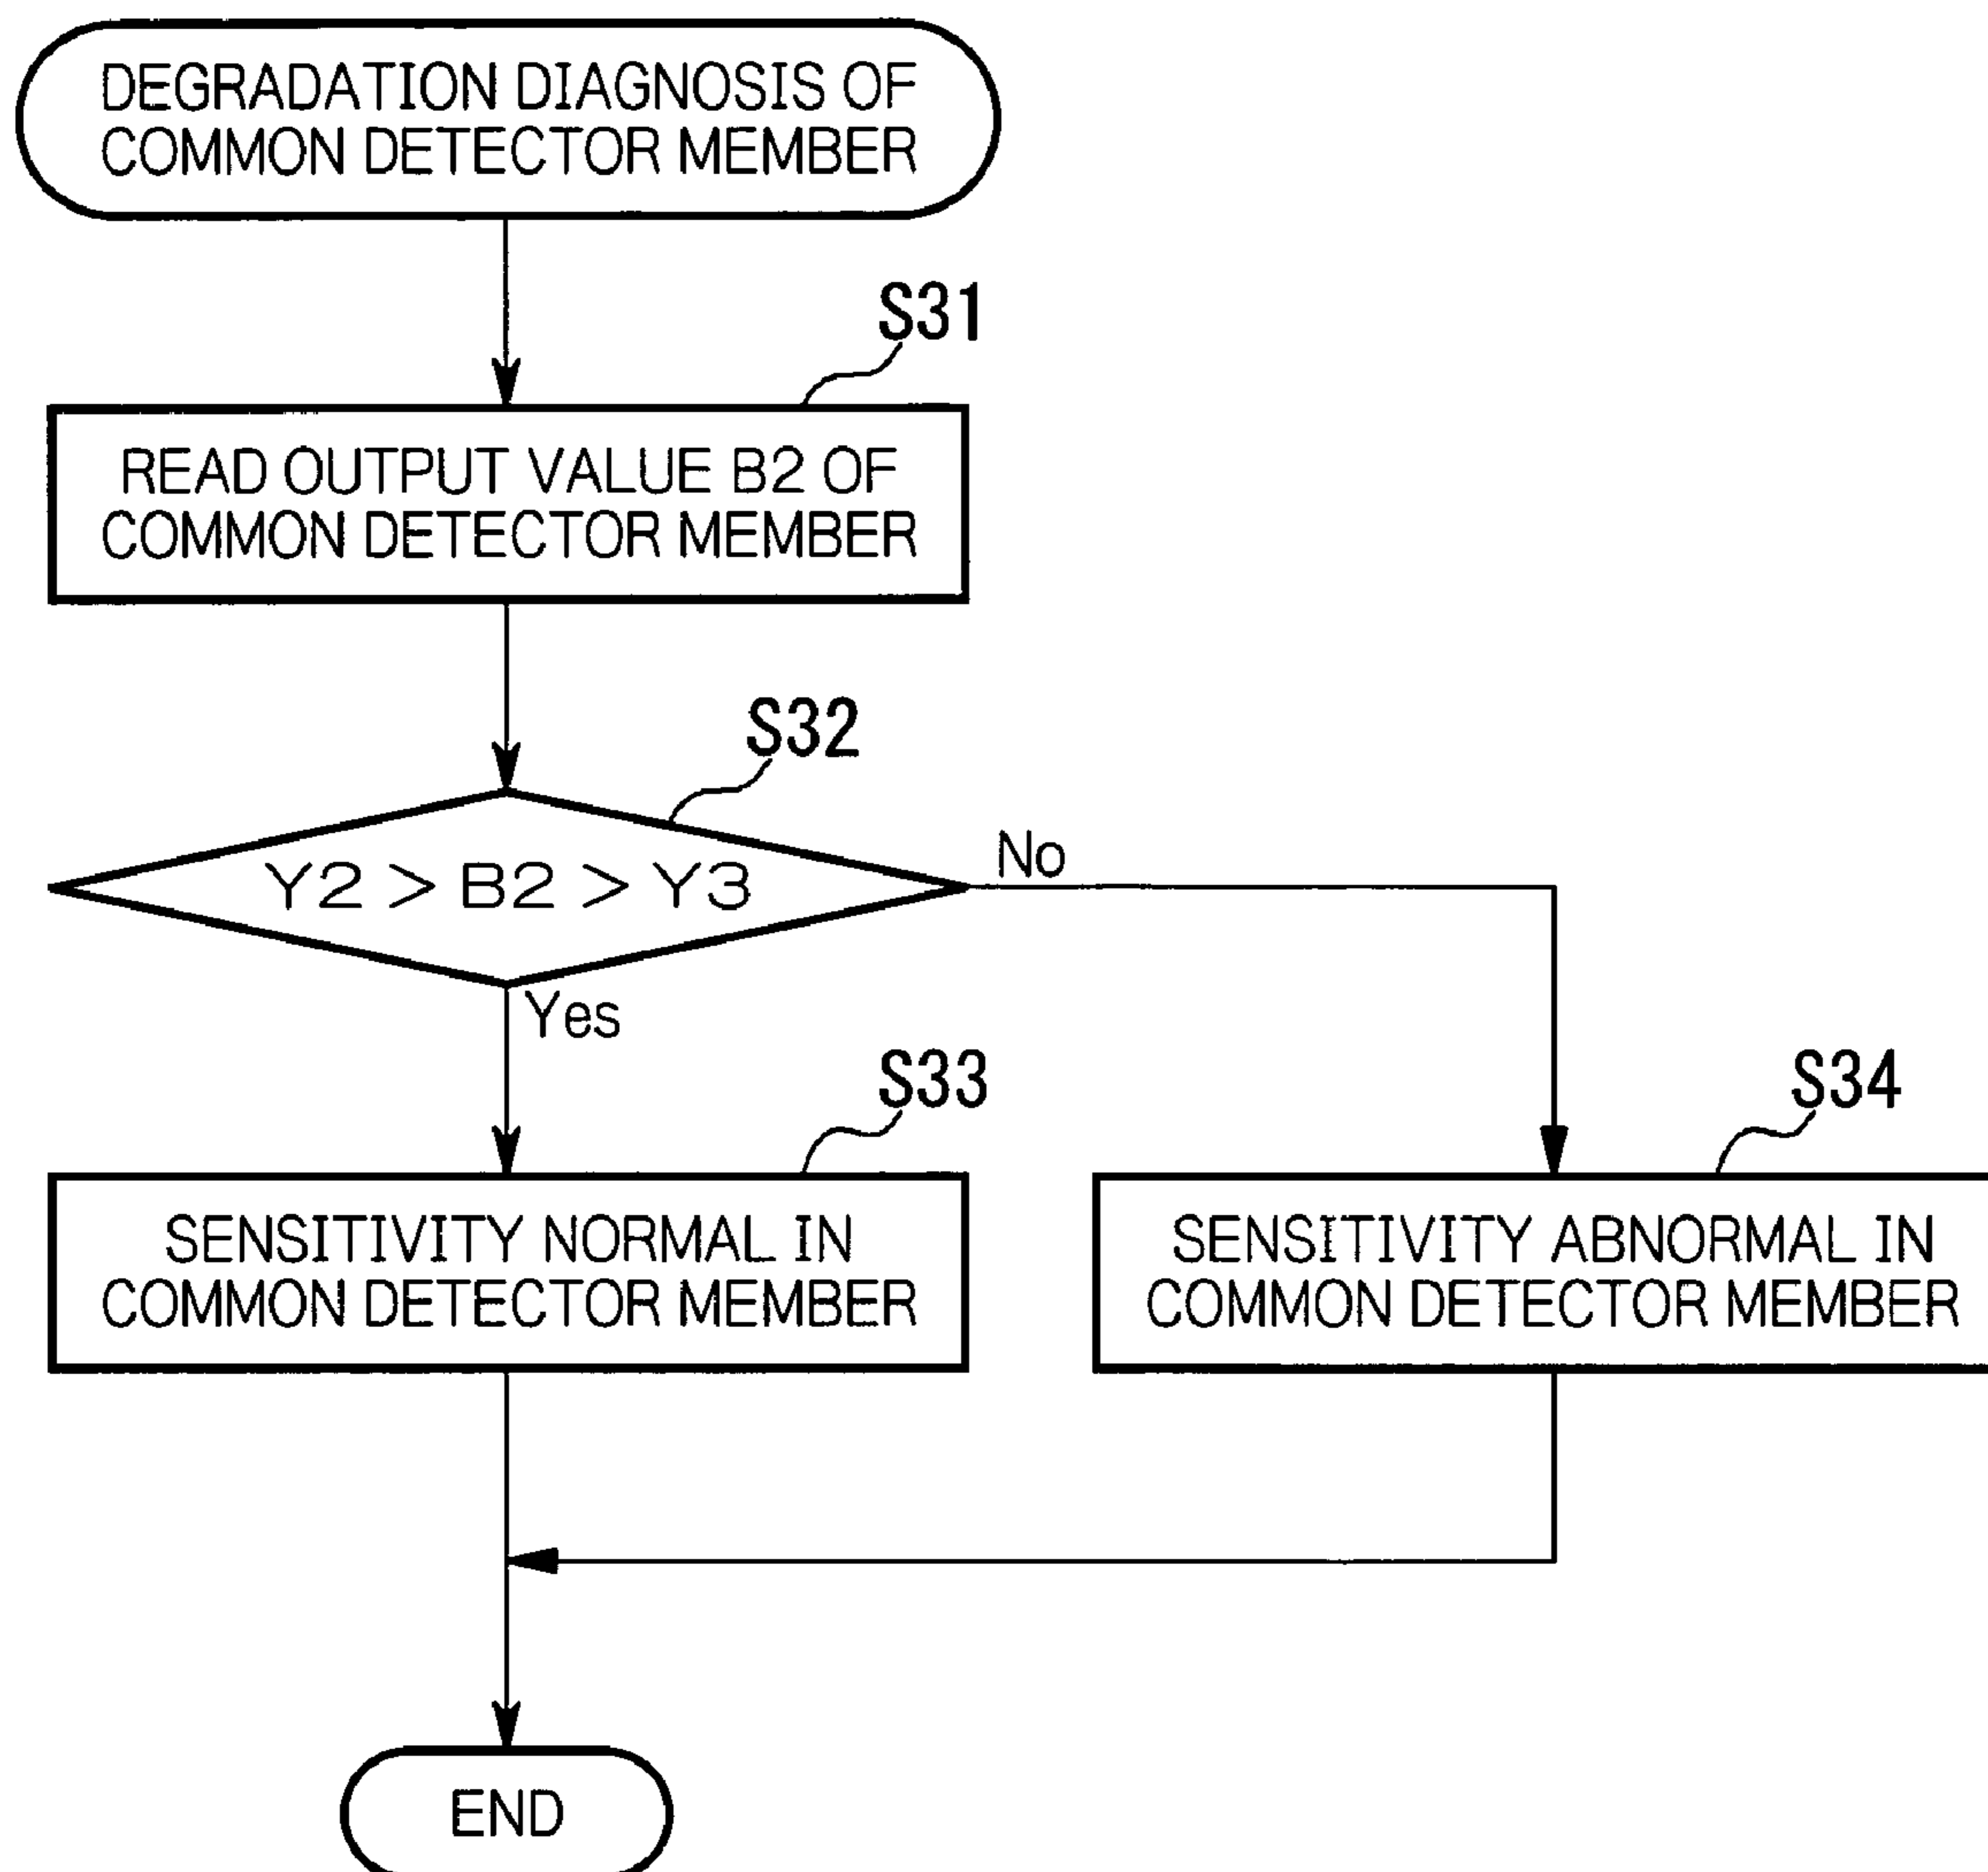 DEGRADATION DIAGNOSIS OF
COMMON DETECTOR MEMBER
S31
READ OUTPUT VALUE B2 OF
COMMON DETECTOR MEMBER
S32
Y2 > B2 > Y3
No
Yes
S33
SENSITIVITY NORMAL IN
COMMON DETECTOR MEMBER
S34
SENSITIVITY ABNORMAL IN
COMMON DETECTOR MEMBER
END